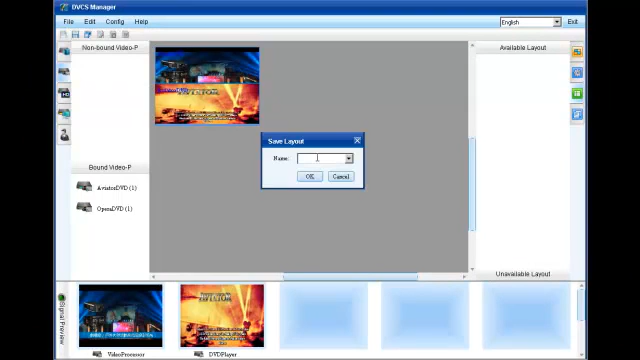 DVCS Manager
File Edit Config Help
English
Exit
Non-bound Video-P
Available Layout
Save Layout
Name:
OK
Cancel
Bound Video-P
AviatorDVD (1)
OperaDVD (1)
Unavailable Layout
Signal Preview
VideoProcessor
DVDPlayer